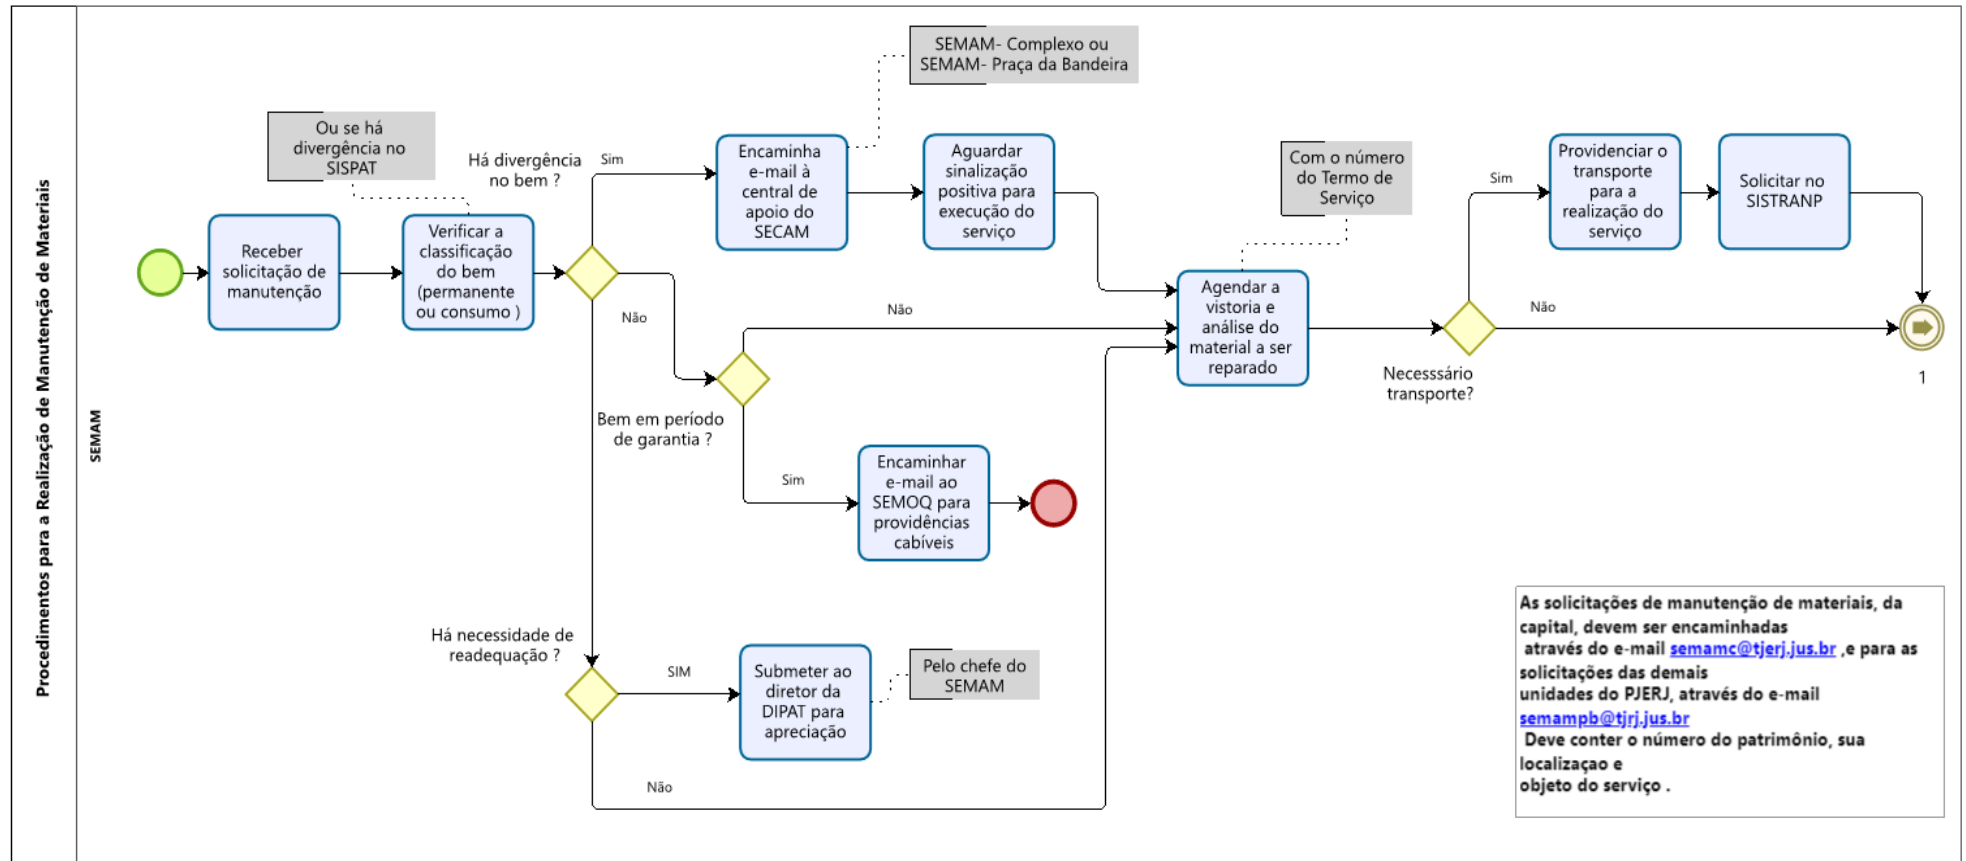 Procedimentos para a Realização de Manutenção de Materiais
SEMAM
Receber
solicitação de
manutenção
Ou se há
divergência no
SISPAT
Verificar a
classificação
do bem
(permanente
ou consumo )
Há divergência
no bem ?
Sim
Encaminha
e-mail à
central de
apoio do
SECAM
SEMAM- Complexo ou
SEMAM- Praça da Bandeira
Aguardar
sinalização
positiva para
execução do
serviço
Não
Bem em período
de garantia ?
Não
Sim
Encaminhar
e-mail ao
SEMOQ para
providências
cabíveis
Há necessidade de
readequação ?
SIM
Submeter ao
diretor da
DIPAT para
apreciação
Pelo chefe do
SEMAM
Não
Com o número
do Termo de
Serviço
Agendar a
vistoria e
análise do
material a ser
reparado
Necesssário
transporte?
Sim
Providenciar o
transporte
para a
realização do
serviço
Solicitar no
SISTRANP
Não
1
As solicitações de manutenção de materiais, da
capital, devem ser encaminhadas
através do e-mail semamc@tjerj.jus.br ,e para as
solicitações das demais
unidades do PJERJ, através do e-mail
semampb@tjrj.jus.br
Deve conter o número do patrimônio, sua
localizaçao e
objeto do serviço .